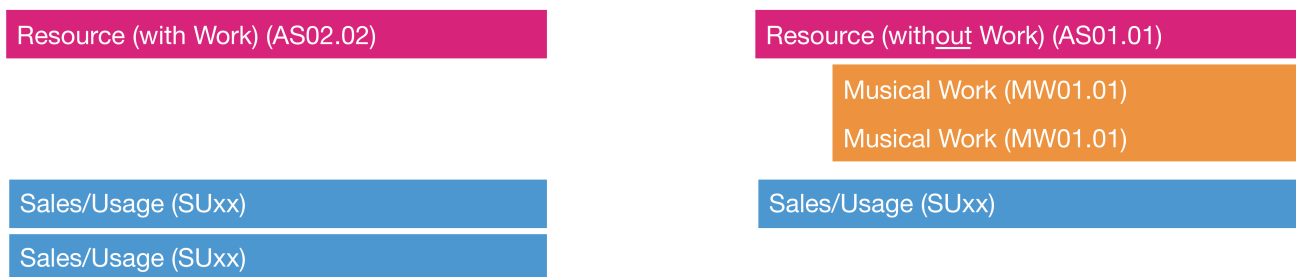 Resource (with Work) (AS02.02)
Sales/Usage (SUxx)
Sales/Usage (SUxx)
Resource (without Work) (AS01.01)
Musical Work (MW01.01)
Musical Work (MW01.01)
Sales/Usage (SUxx)